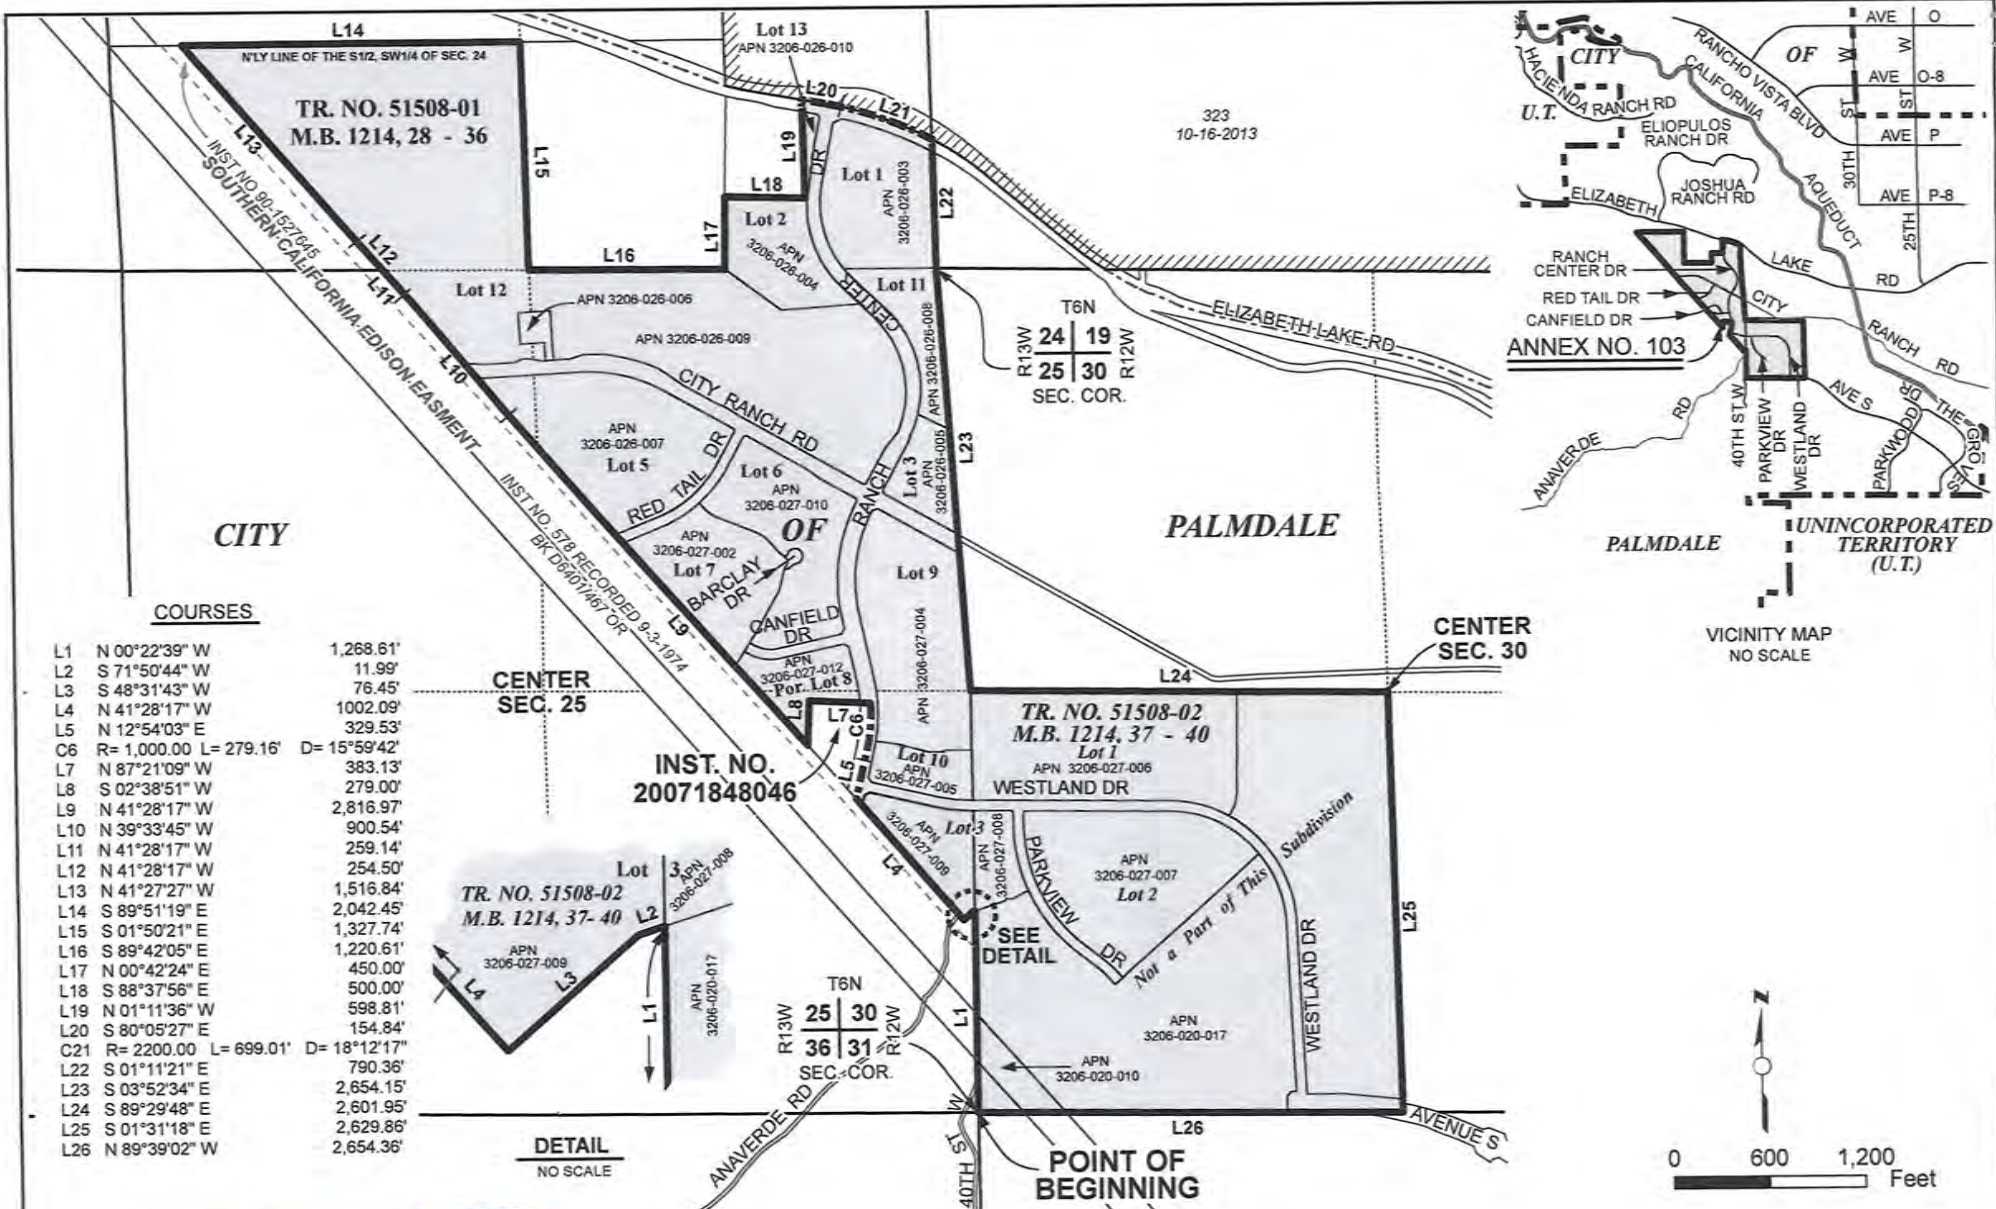 L14
N'LY LINE OF THE S1/2, SW1/4 OF SEC. 24
TR. NO. 51508-01
M.B. 1214, 28 - 36
L13
INST NO 90-1527645
SOUTHERN CALIFORNIA EDISON EASMENT
L12
L11
L10
L15
L16
L17
L18
L19
L20
L21
L22
L23
Lot 13
APN 3206-026-010
DR
Lot 1
APN
3206-026-003
Lot 2
APN
3206-026-004
323
10-16-2013
Lot 12
APN 3206-026-006
APN 3206-026-009
Lot 11
CENTER
APN 3206-026-008
T6N
R13W
24 19
25 30
R12W
SEC. COR.
ELIZABETH LAKE RD
CITY RANCH RD
APN
3206-026-007
Lot 5
RED TAIL DR
Lot 6
APN
3206-027-010
Lot 3
APN
3206-026-005
RANCH
CITY
OF
PALMDALE
INST NO. 578 RECORDED 9-3-1974
BK D6401/467 OR
APN
3206-027-002
Lot 7
BARCLAY
DR
L9
CANFIELD
DR
Lot 9
APN 3206-027-004
APN
3206-027-012
Por. Lot 8
CENTER
SEC. 25
CENTER
SEC. 30
L24
L8
L7
C6
L5
INST. NO.
20071848046
TR. NO. 51508-02
M.B. 1214, 37 - 40
Lot 1
APN 3206-027-006
Lot 10
APN
3206-027-005
WESTLAND DR
APN
3206-027-009
Lot 3
APN
3206-027-008
PARKVIEW
DR
APN
3206-027-007
Lot 2
Not a Part of This Subdivision
L4
SEE
DETAIL
WESTLAND DR
L25
T6N
R13W
25 30
36 31
R12W
SEC. COR.
L1
APN
3206-020-017
APN
3206-020-010
L26
AVENUE S
ANAVERDE RD
40TH ST W
POINT OF
BEGINNING
COURSES
L1 N 00°22'39" W 1,268.61'
L2 S 71°50'44" W 11.99'
L3 S 48°31'43" W 76.45'
L4 N 41°28'17" W 1002.09'
L5 N 12°54'03" E 329.53'
C6 R= 1,000.00 L= 279.16' D= 15°59'42"
L7 N 87°21'09" W 383.13'
L8 S 02°38'51" W 279.00'
L9 N 41°28'17" W 2,816.97'
L10 N 39°33'45" W 900.54'
L11 N 41°28'17" W 259.14'
L12 N 41°28'17" W 254.50'
L13 N 41°27'27" W 1,516.84'
L14 S 89°51'19" E 2,042.45'
L15 S 01°50'21" E 1,327.74'
L16 S 89°42'05" E 1,220.61'
L17 N 00°42'24" E 450.00'
L18 S 88°37'56" E 500.00'
L19 N 01°11'36" W 598.81'
L20 S 80°05'27" E 154.84'
C21 R= 2200.00 L= 699.01' D= 18°12'17"
L22 S 01°11'21" E 790.36'
L23 S 03°52'34" E 2,654.15'
L24 S 89°29'48" E 2,601.95'
L25 S 01°31'18" E 2,629.86'
L26 N 89°39'02" W 2,654.36'
Lot 3
APN
3206-027-008
TR. NO. 51508-02
M.B. 1214, 37- 40
L2
APN
3206-027-009
L4
L3
L1
APN
3206-020-017
DETAIL
NO SCALE
AVE O
RANCHO VISTA BLVD
CITY
OF
HACIENDA RANCH RD
CALIFORNIA
AQUEDUCT
AVE O-8
U.T.
ELIOPULOS
RANCH DR
30TH ST W
25TH ST W
AVE P
JOSHUA
RANCH RD
AVE P-8
ELIZABETH
LAKE
RD
RANCH
CENTER DR
RED TAIL DR
CANFIELD DR
ANNEX NO. 103
CITY
RANCH
RD
AVE S
ANAVERDE
RD
40TH ST W
PARKVIEW
DR
WESTLAND
DR
PARKWOOD
DR
THE GROVES
PALMDALE
UNINCORPORATED
TERRITORY
(U.T.)
VICINITY MAP
NO SCALE
N
0 600 1,200
Feet